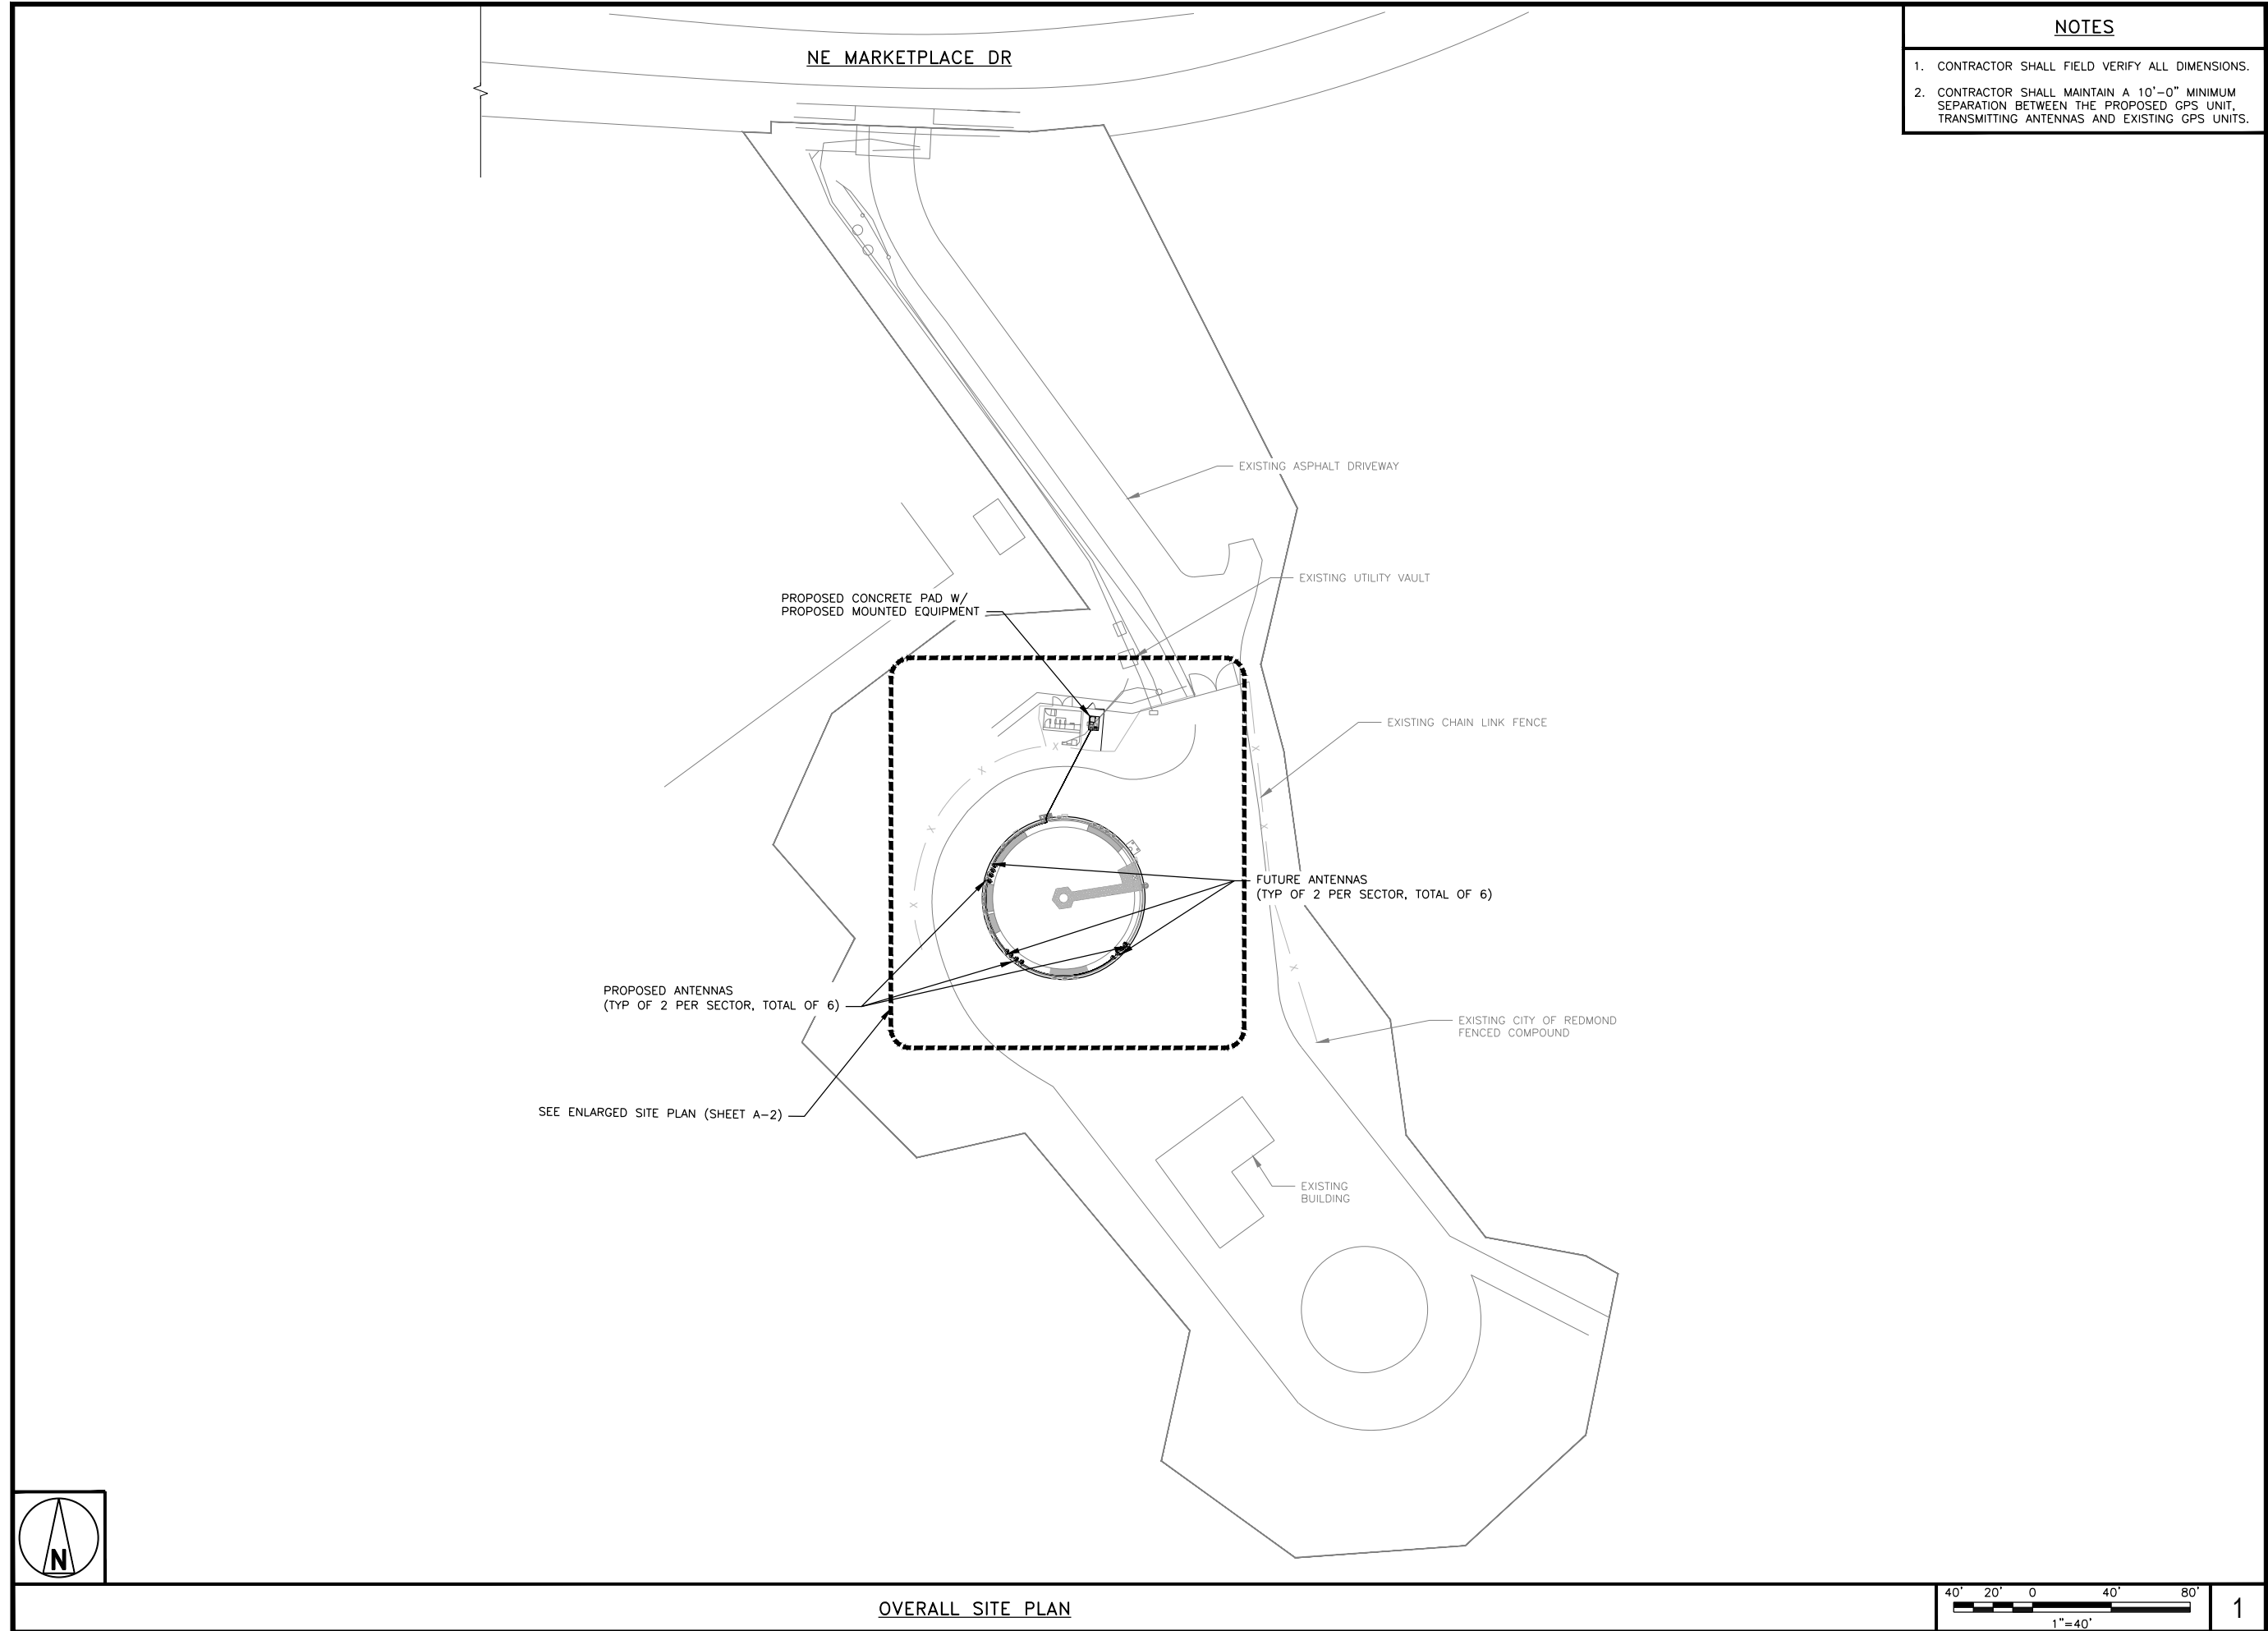 NE MARKETPLACE DR
NOTES
1. CONTRACTOR SHALL FIELD VERIFY ALL DIMENSIONS.
2. CONTRACTOR SHALL MAINTAIN A 10'-0" MINIMUM
SEPARATION BETWEEN THE PROPOSED GPS UNIT,
TRANSMITTING ANTENNAS AND EXISTING GPS UNITS.
EXISTING ASPHALT DRIVEWAY
EXISTING UTILITY VAULT
PROPOSED CONCRETE PAD W/
PROPOSED MOUNTED EQUIPMENT
EXISTING CHAIN LINK FENCE
X
X
X
X
X
X
X
FUTURE ANTENNAS
(TYP OF 2 PER SECTOR, TOTAL OF 6)
PROPOSED ANTENNAS
(TYP OF 2 PER SECTOR, TOTAL OF 6)
EXISTING CITY OF REDMOND
FENCED COMPOUND
SEE ENLARGED SITE PLAN (SHEET A-2)
EXISTING
BUILDING
N
OVERALL SITE PLAN
40' 20' 0 40' 80'
1"=40'
1